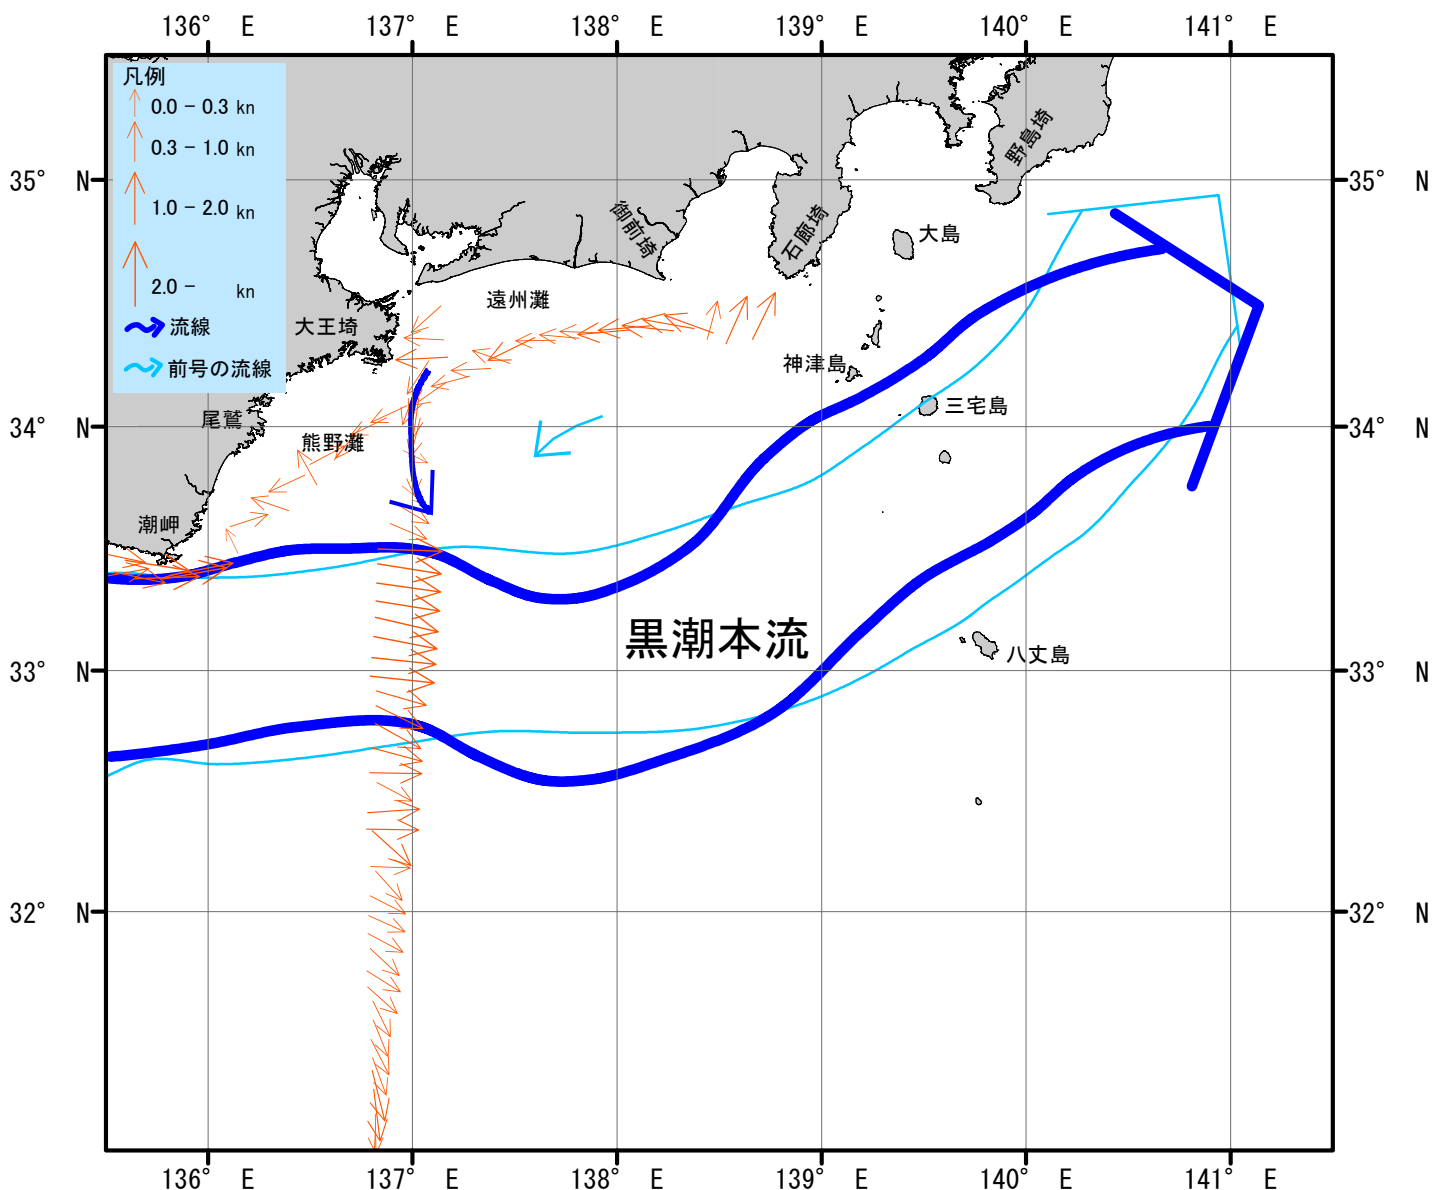 136° E 137° E 138° E 139° E 140° E 141° E
凡例
0.0 - 0.3 kn
0.3 - 1.0 kn
1.0 - 2.0 kn
2.0 - kn
流線
前号の流線
野島埼
35° N
35° N
御前埼
石廊埼
大島
遠州灘
大王埼
神津島
三宅島
尾鷲
34° N
34° N
熊野灘
潮岬
黒潮本流
八丈島
33° N
33° N
32° N
32° N
136° E 137° E 138° E 139° E 140° E 141° E